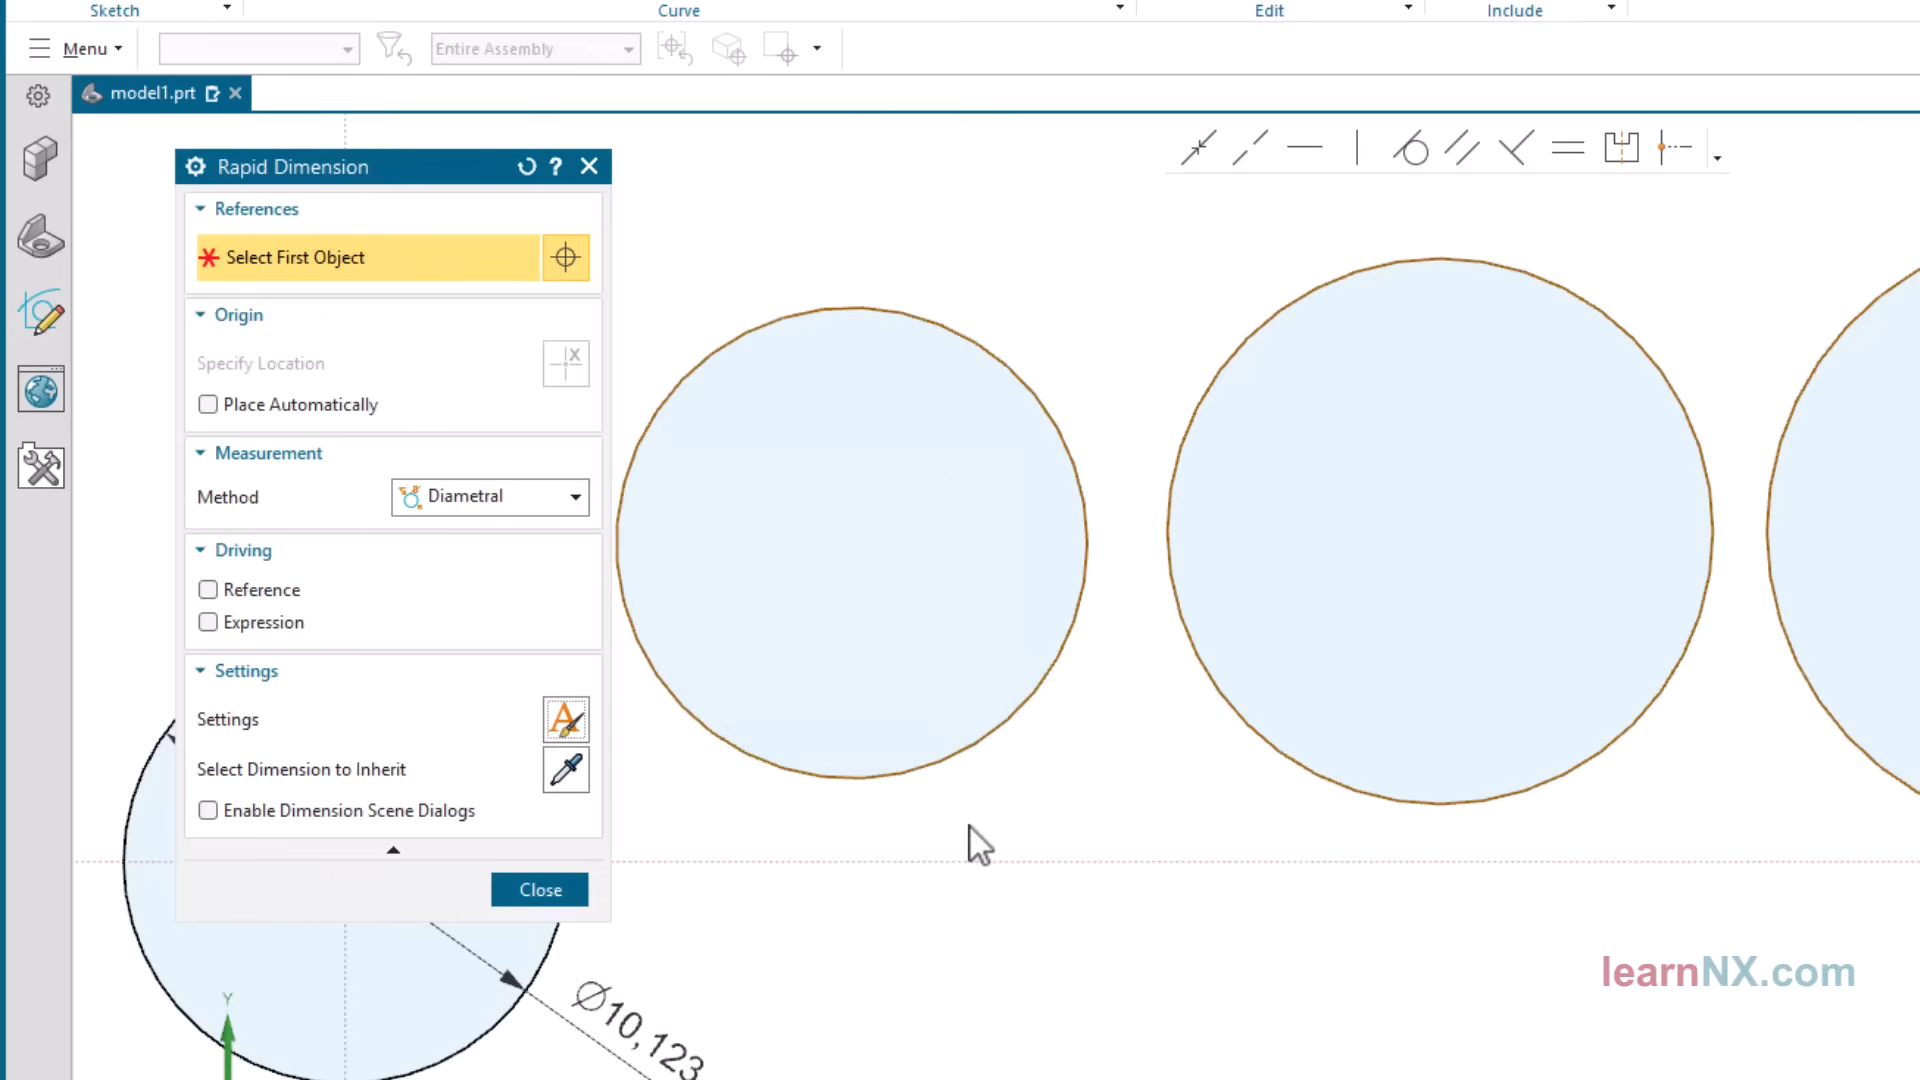 Sketch
Curve
Edit
Include
Menu
Entire Assembly
model1.prt
Rapid Dimension
?
References
Select First Object
Origin
Specify Location
Place Automatically
Measurement
Method
Diametral
Driving
Reference
Expression
Settings
Settings
Select Dimension to Inherit
Enable Dimension Scene Dialogs
Close
Y
Ø10,123
learnNX.com